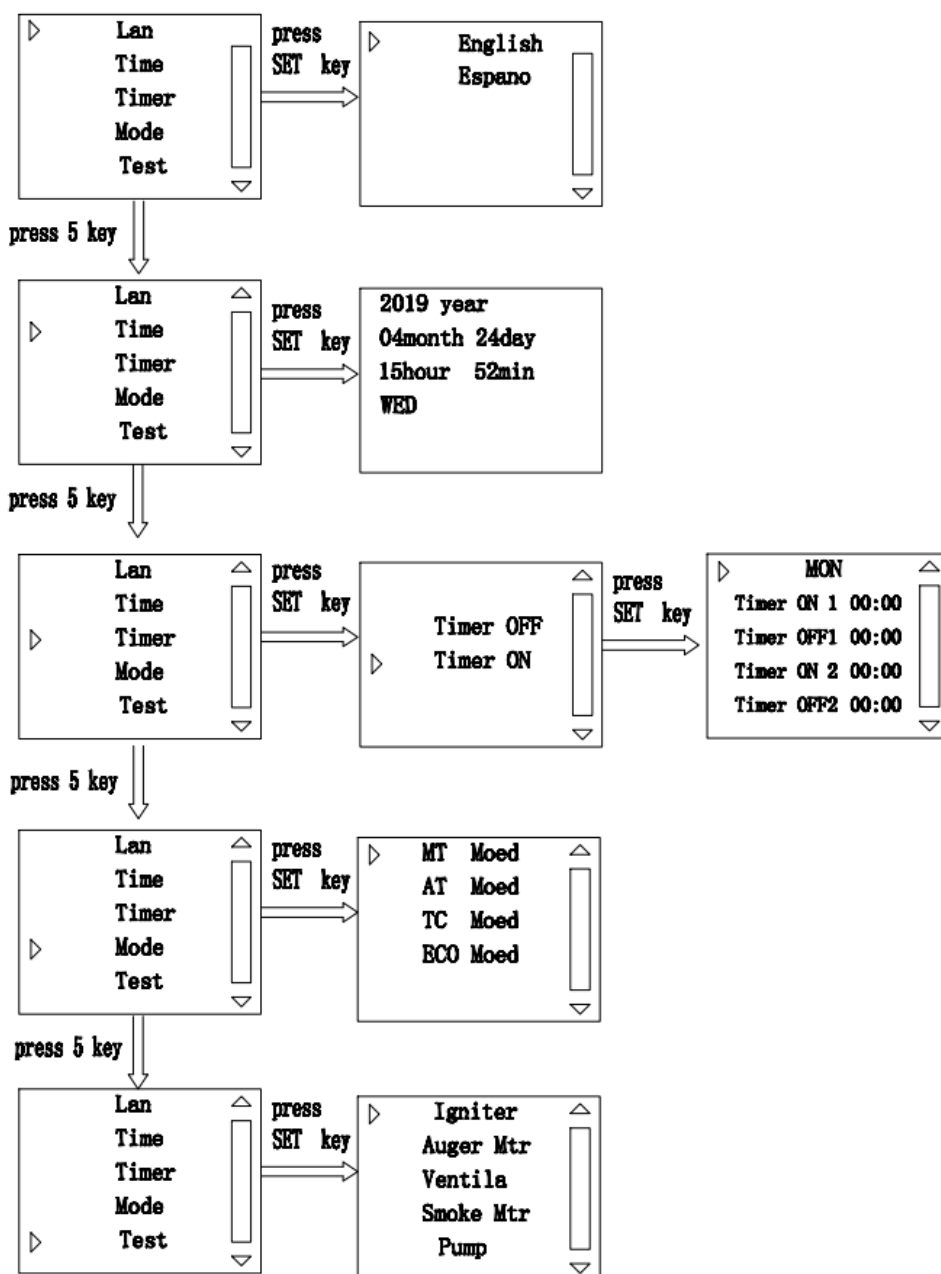 Lan
Time
Timer
Mode
Test
press
SET key
English
Espano
press 5 key
Lan
Time
Timer
Mode
Test
press
SET key
2019 year
04month 24day
15hour 52min
WED
press 5 key
Lan
Time
Timer
Mode
Test
press
SET key
Timer OFF
Timer ON
press
SET key
MON
Timer ON 1 00:00
Timer OFF1 00:00
Timer ON 2 00:00
Timer OFF2 00:00
press 5 key
Lan
Time
Timer
Mode
Test
press
SET key
MT Moed
AT Moed
TC Moed
ECO Moed
press 5 key
Lan
Time
Timer
Mode
Test
press
SET key
Igniter
Auger Mtr
Ventila
Smoke Mtr
Pump